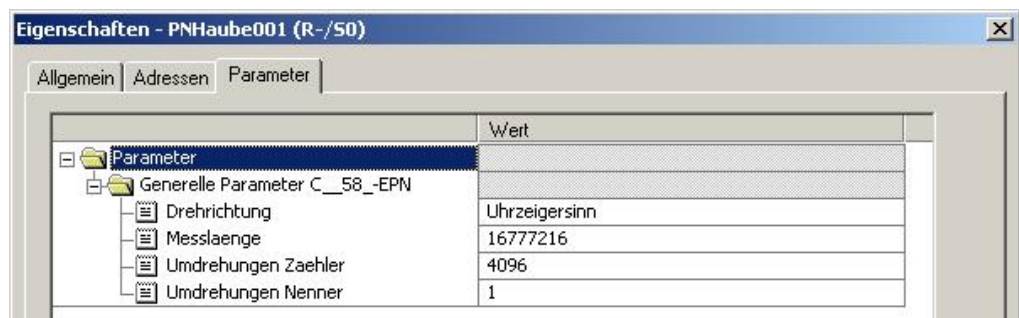 Eigenschaften - PNHaube001 (R-/S0)
Allgemein Adressen Parameter
Wert
Parameter
Generelle Parameter C__58_-EPN
Drehrichtung Uhrzeigersinn
Messlaenge 16777216
Umdrehungen Zaehler 4096
Umdrehungen Nenner 1